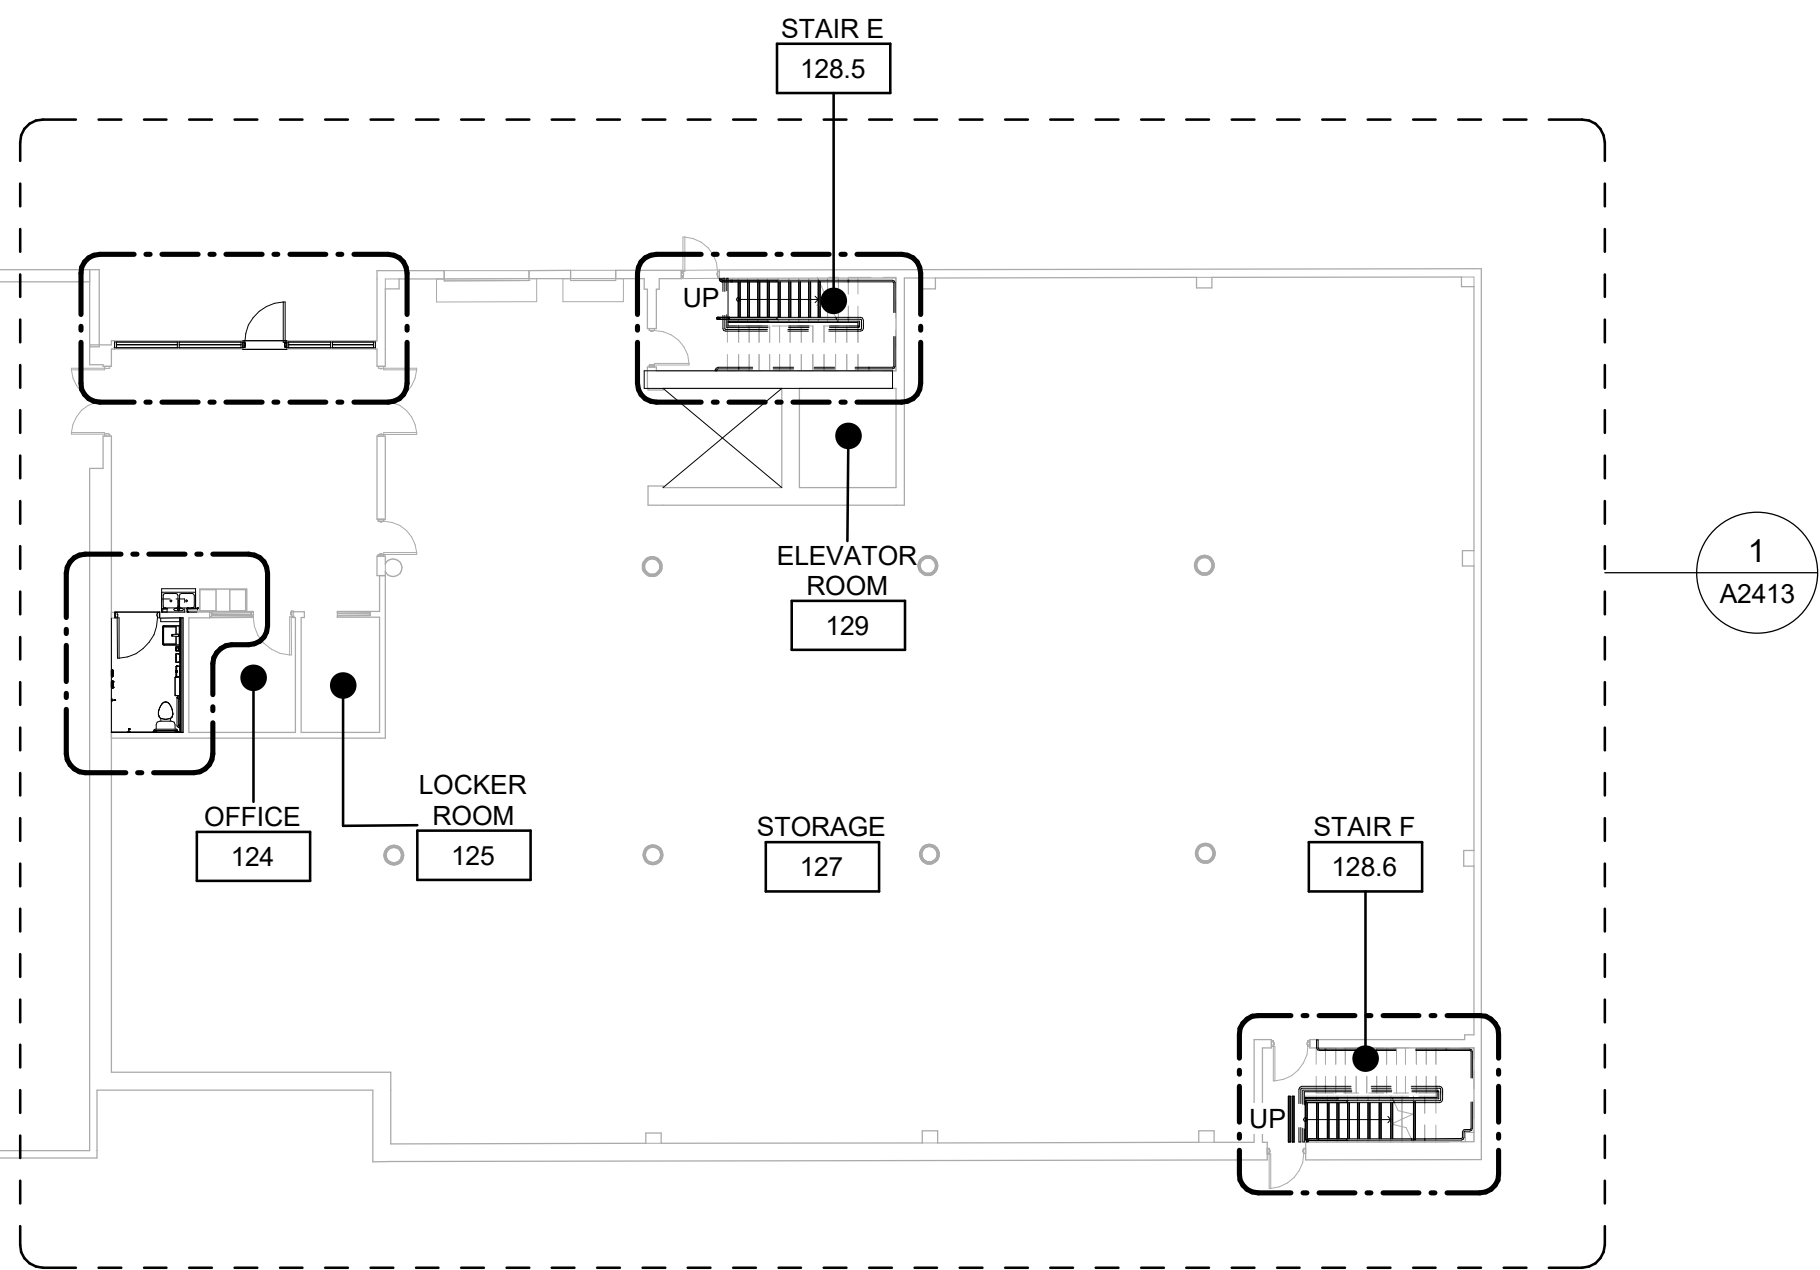 STAIR E
128.5
UP
ELEVATOR
ROOM
129
1
A2413
OFFICE
124
LOCKER
ROOM
125
STORAGE
127
STAIR F
128.6
UP